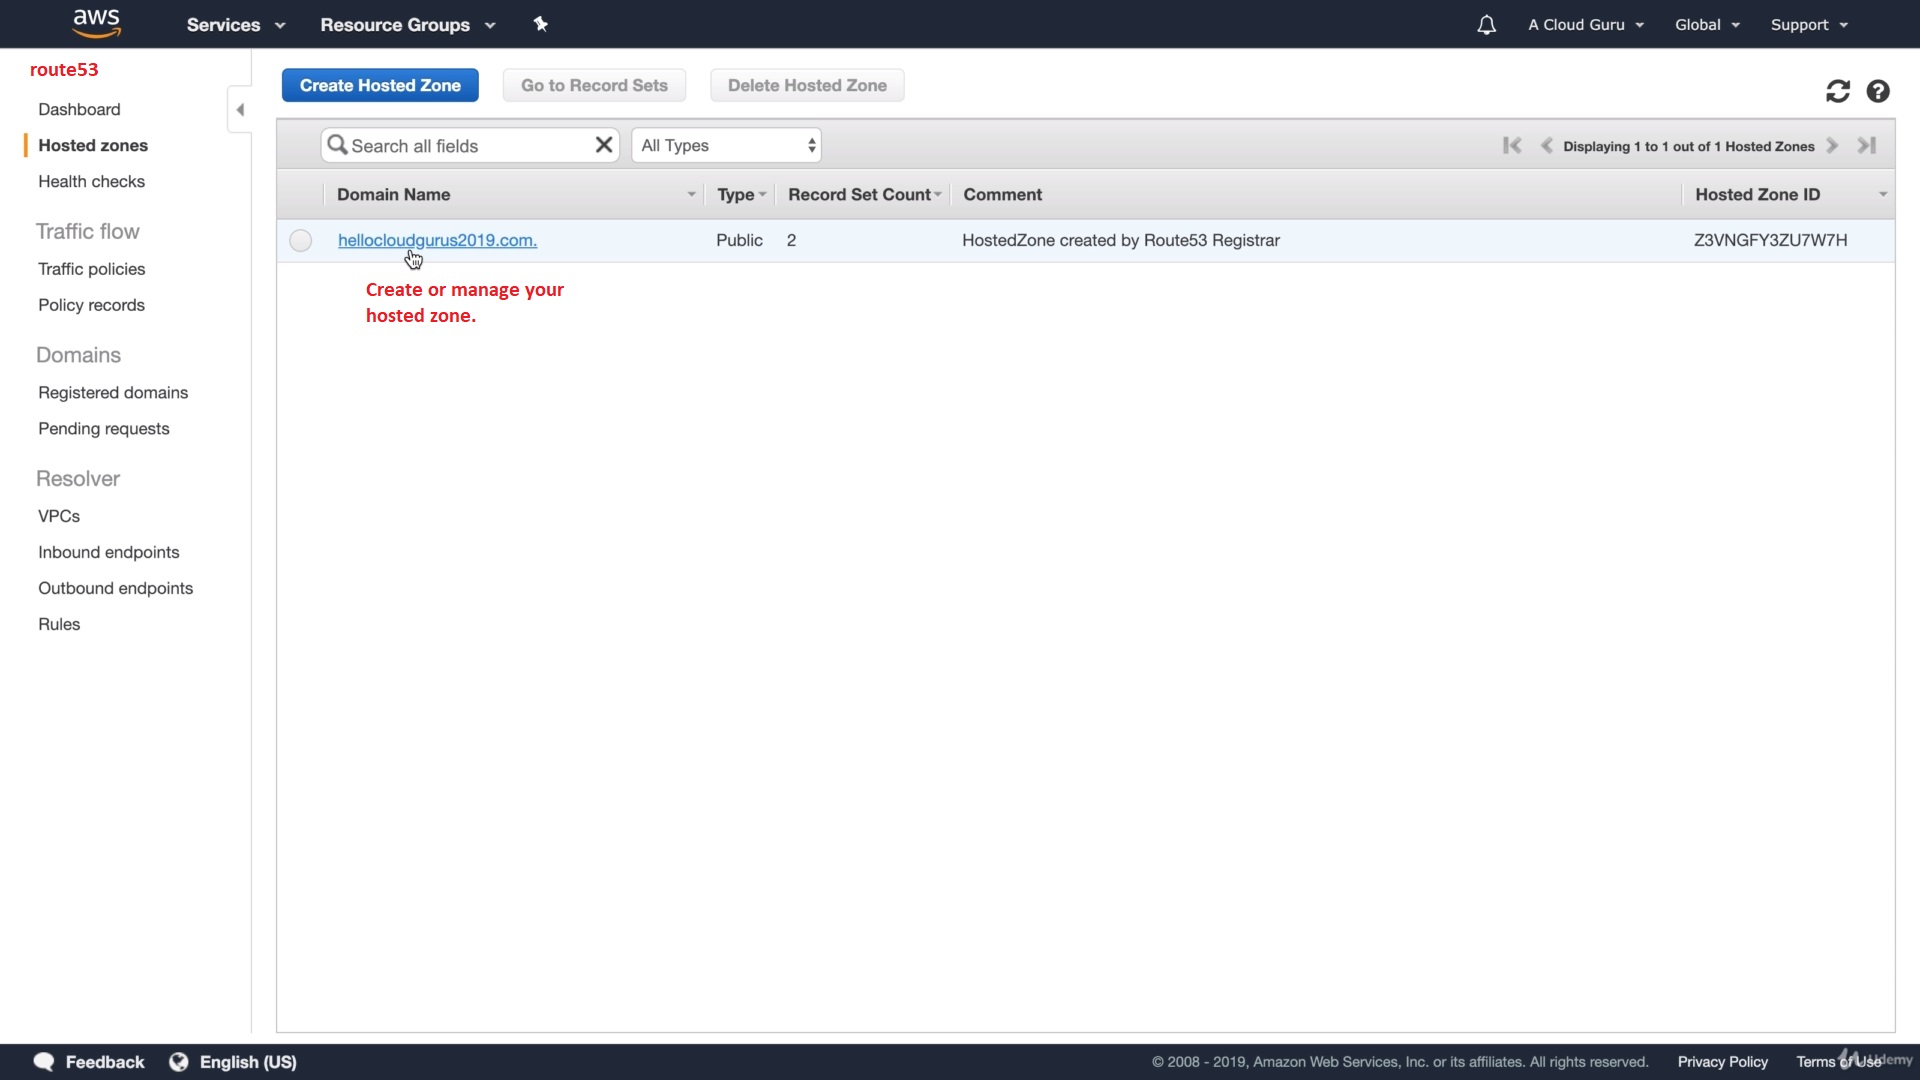 aws
Services
Resource Groups
A Cloud Guru
Global
Support
route53
Dashboard
Hosted zones
Health checks
Traffic flow
Traffic policies
Policy records
Domains
Registered domains
Pending requests
Resolver
VPCs
Inbound endpoints
Outbound endpoints
Rules
Create Hosted Zone
Go to Record Sets
Delete Hosted Zone
Search all fields
All Types
Displaying 1 to 1 out of 1 Hosted Zones
Domain Name
Type
Record Set Count
Comment
Hosted Zone ID
hellocloudgurus2019.com.
Public
2
HostedZone created by Route53 Registrar
Z3VNGFY3ZU7W7H
Create or manage your
hosted zone.
Feedback
English (US)
© 2008 - 2019, Amazon Web Services, Inc. or its affiliates. All rights reserved.
Privacy Policy
Terms of Use
Udemy